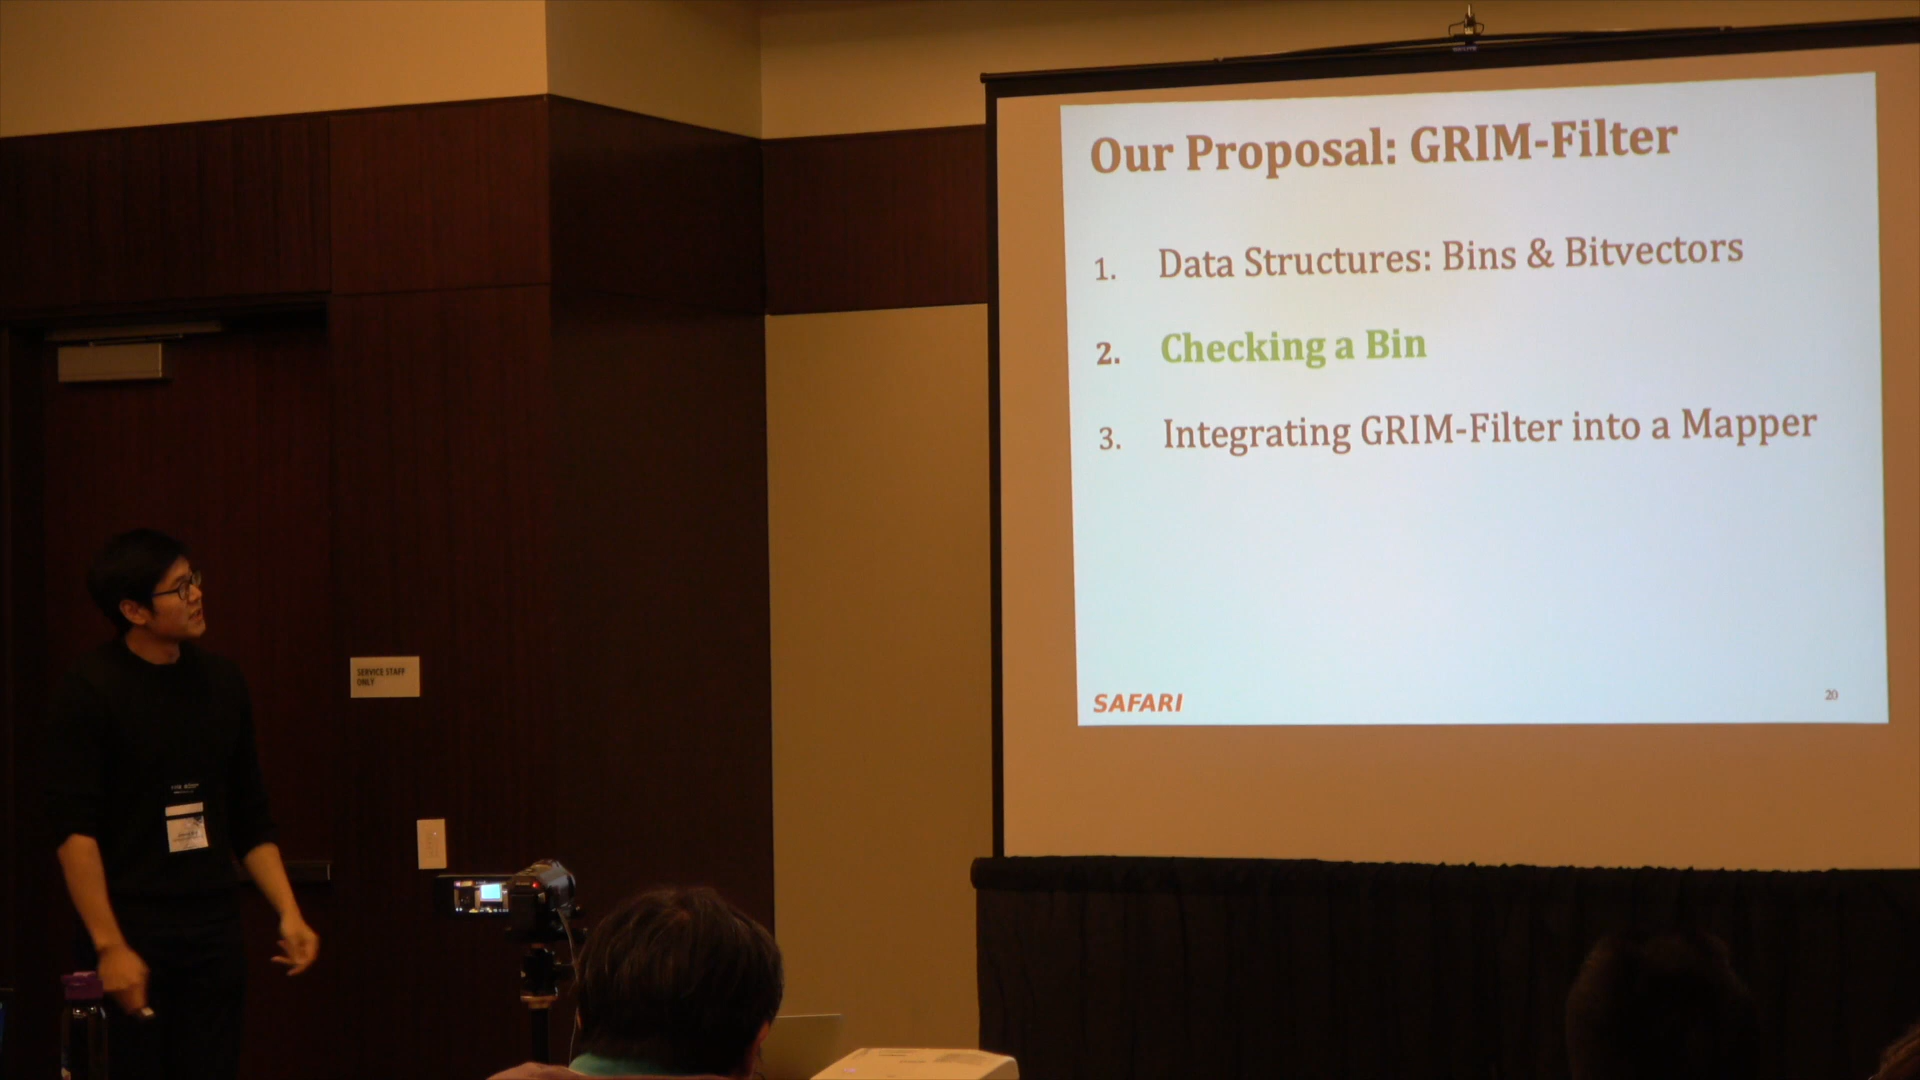 Our Proposal: GRIM-Filter
1. Data Structures: Bins & Bitvectors
2. Checking a Bin
3. Integrating GRIM-Filter into a Mapper
SAFARI
20
SERVICE STAFF
ONLY